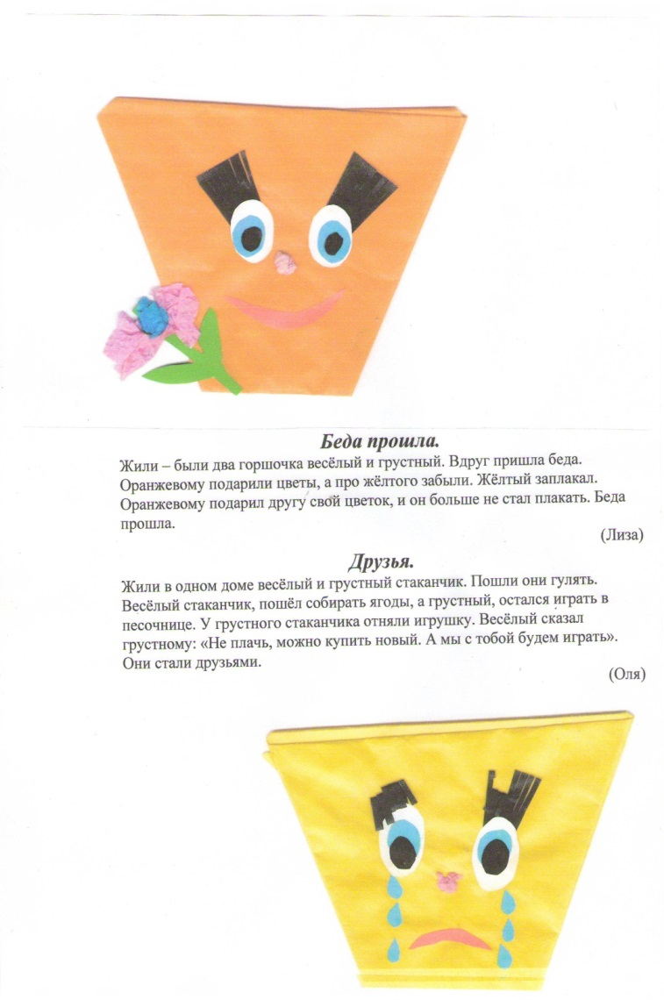 Беда прошла.
Жили – были два горшочка весёлый и грустный. Вдруг пришла беда.
Оранжевому подарили цветы, а про жёлтого забыли. Жёлтый заплакал.
Оранжевому подарил другу свой цветок, и он больше не стал плакать. Беда
прошла.
(Лиза)
Друзья.
Жили в одном доме весёлый и грустный стаканчик. Пошли они гулять.
Весёлый стаканчик, пошёл собирать ягоды, а грустный, остался играть в
песочнице. У грустного стаканчика отняли игрушку. Весёлый сказал
грустному: «Не плачь, можно купить новый. А мы с тобой будем играть».
Они стали друзьями.
(Оля)